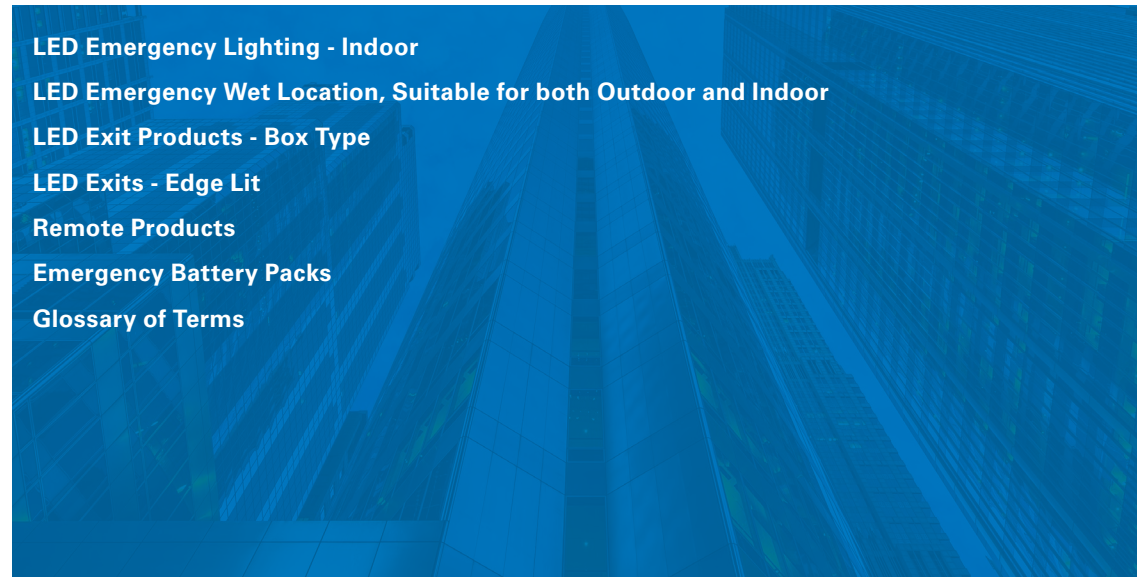 LED Emergency Lighting - Indoor
LED Emergency Wet Location, Suitable for both Outdoor and Indoor
LED Exit Products - Box Type
LED Exits - Edge Lit
Remote Products
Emergency Battery Packs
Glossary of Terms